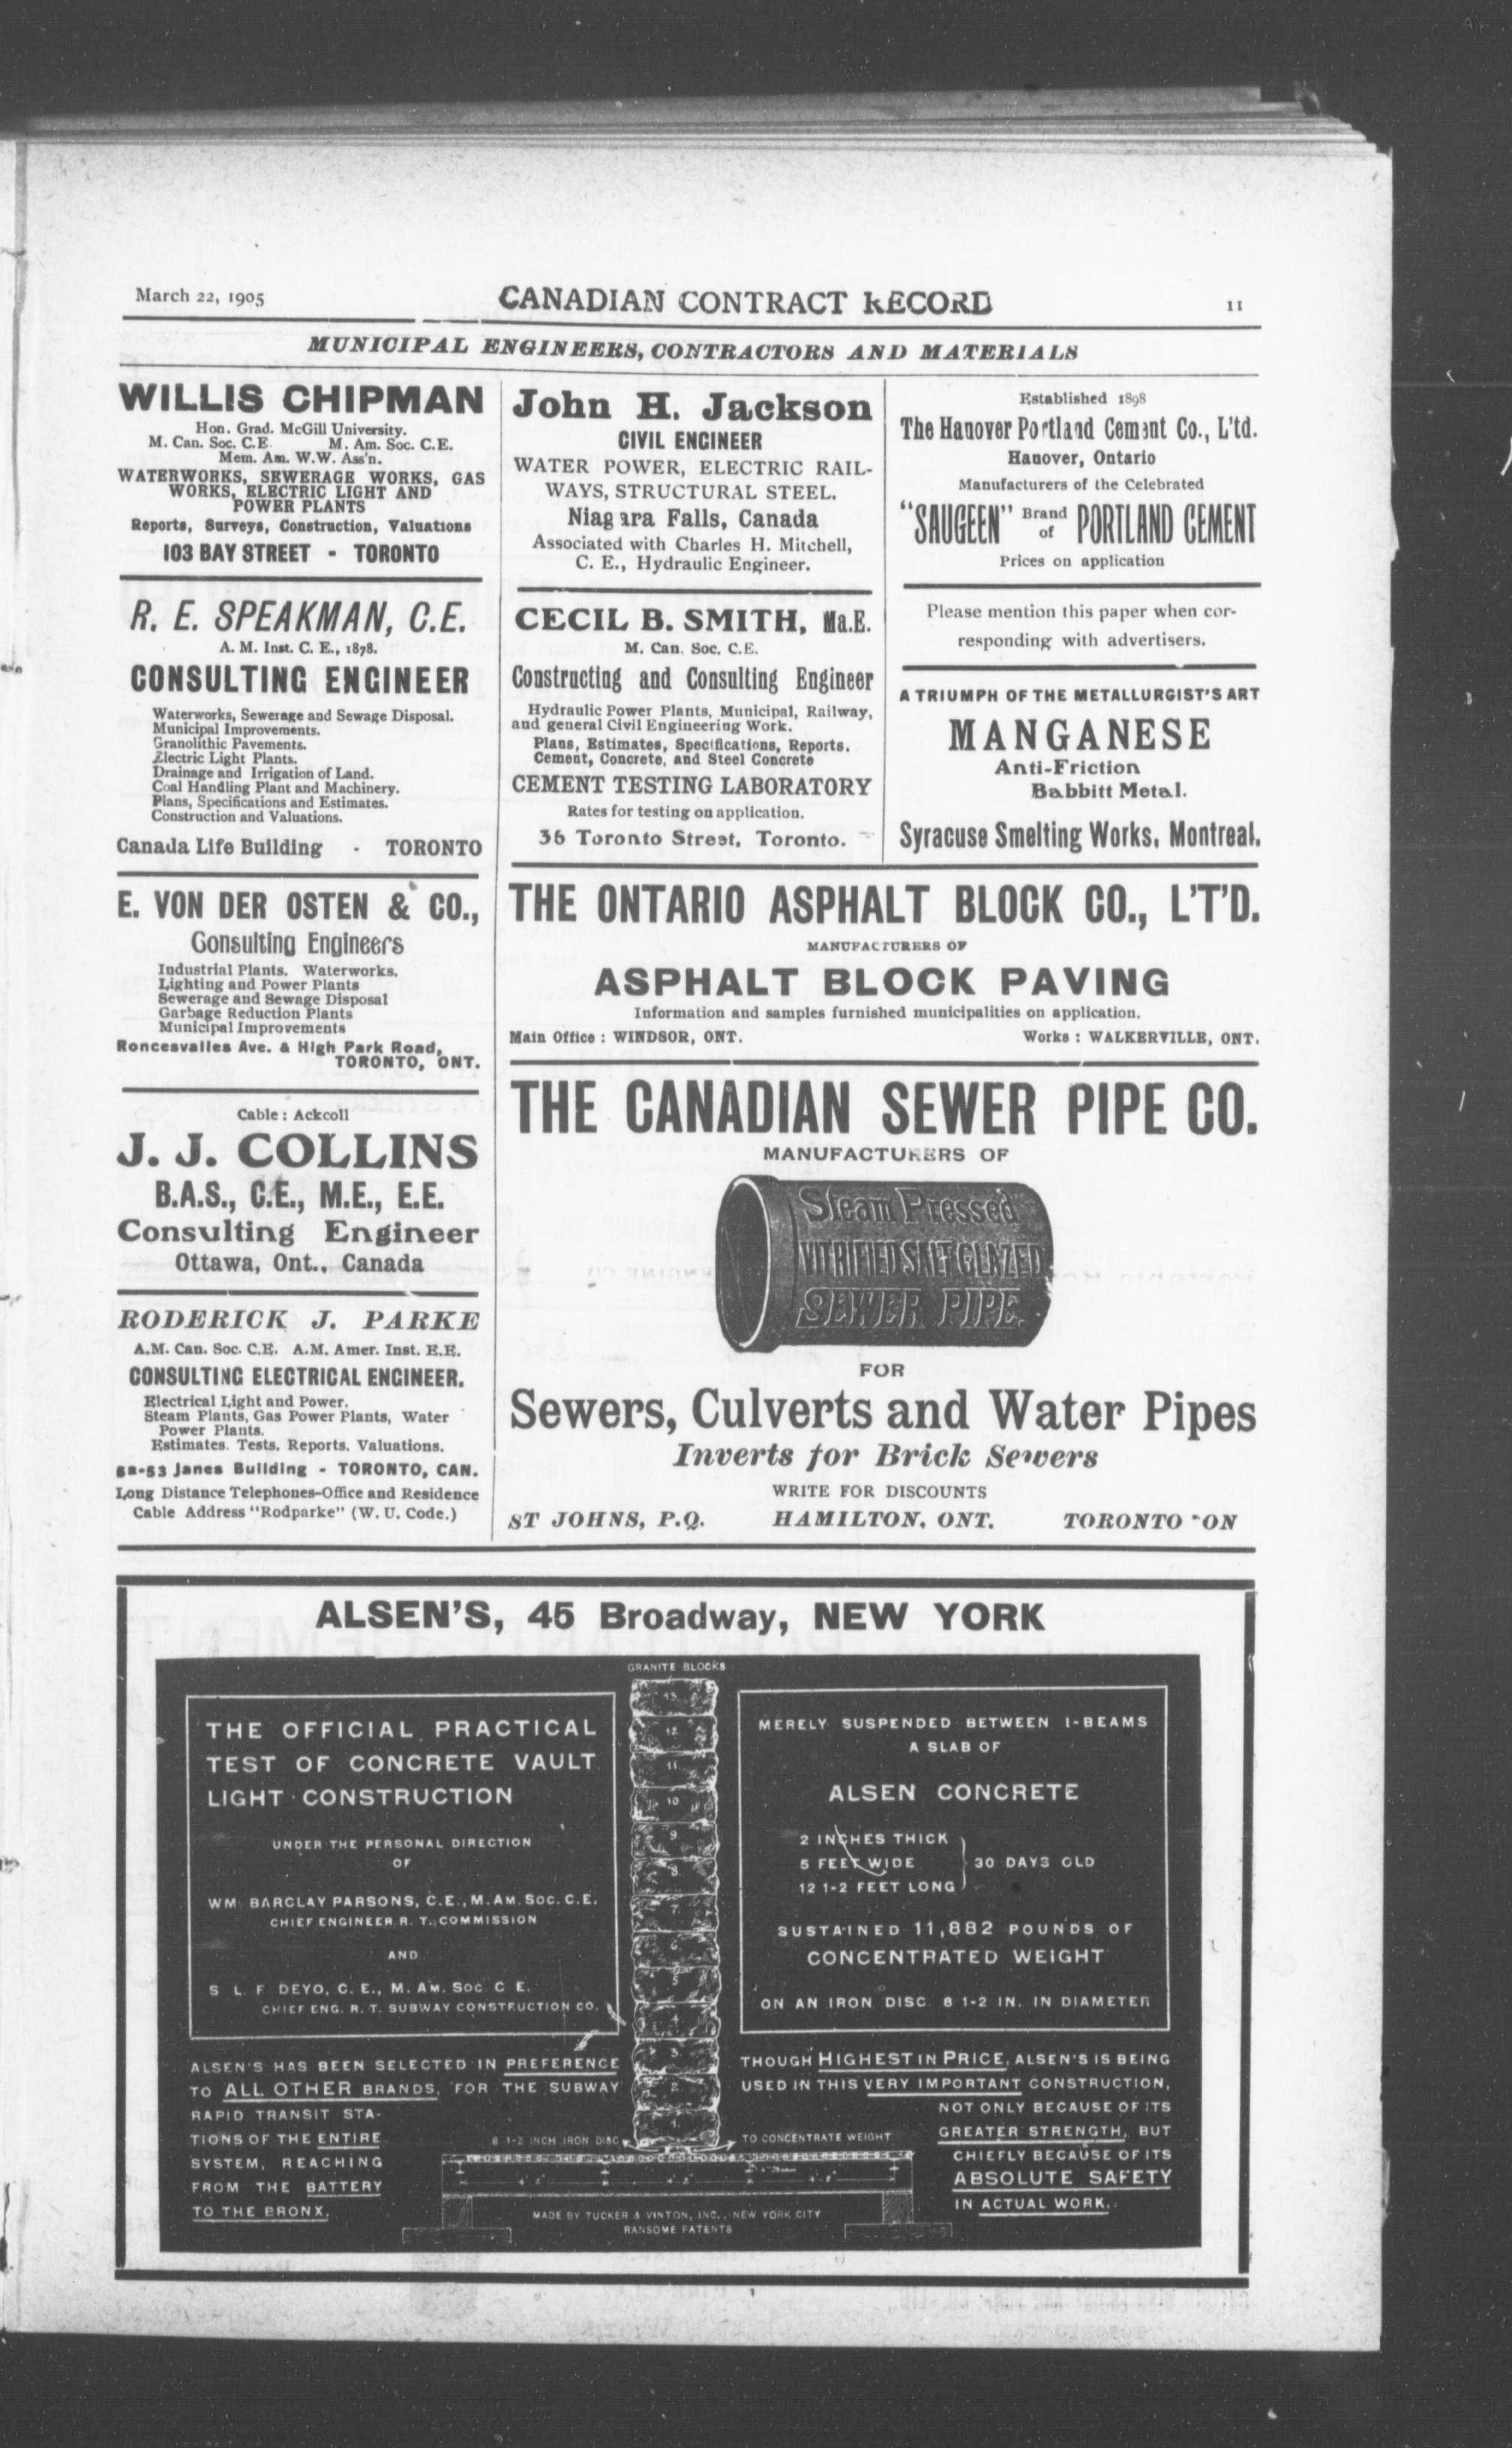 March 22, 1905
CANADIAN CONTRACT RECORD
11
MUNICIPAL ENGINEERS, CONTRACTORS AND MATERIALS
WILLIS CHIPMAN
Hon. Grad. McGill University.
M. Can. Soc. C.E. M. Am. Soc. C.E.
Mem. Am. W.W. Ass'n.
WATERWORKS, SEWERAGE WORKS, GAS
WORKS, ELECTRIC LIGHT AND
POWER PLANTS
Reports, Surveys, Construction, Valuations
103 BAY STREET - TORONTO
R. E. SPEAKMAN, C.E.
A. M. Inst. C. E., 1878.
CONSULTING ENGINEER
Waterworks, Sewerage and Sewage Disposal.
Municipal Improvements.
Granolithic Pavements.
Electric Light Plants.
Drainage and Irrigation of Land.
Coal Handling Plant and Machinery.
Plans, Specifications and Estimates.
Construction and Valuations.
Canada Life Building - TORONTO
E. VON DER OSTEN & CO.,
Consulting Engineers
Industrial Plants. Waterworks.
Lighting and Power Plants
Sewerage and Sewage Disposal
Garbage Reduction Plants
Municipal Improvements
Roncesvalles Ave. & High Park Road,
TORONTO, ONT.
Cable : Ackcoll
J. J. COLLINS
B.A.S., C.E., M.E., E.E.
Consulting Engineer
Ottawa, Ont., Canada
RODERICK J. PARKE
A.M. Can. Soc. C.E. A.M. Amer. Inst. E.E.
CONSULTING ELECTRICAL ENGINEER.
Electrical Light and Power.
Steam Plants, Gas Power Plants, Water
Power Plants.
Estimates. Tests. Reports. Valuations.
52-53 Janes Building - TORONTO, CAN.
Long Distance Telephones-Office and Residence
Cable Address "Rodparke" (W. U. Code.)
John H. Jackson
CIVIL ENGINEER
WATER POWER, ELECTRIC RAIL-
WAYS, STRUCTURAL STEEL.
Niagara Falls, Canada
Associated with Charles H. Mitchell,
C. E., Hydraulic Engineer.
CECIL B. SMITH, Ma.E.
M. Can. Soc. C.E.
Constructing and Consulting Engineer
Hydraulic Power Plants, Municipal, Railway,
and general Civil Engineering Work.
Plans, Estimates, Specifications, Reports.
Cement, Concrete, and Steel Concrete
CEMENT TESTING LABORATORY
Rates for testing on application.
36 Toronto Street, Toronto.
Established 1898
The Hanover Portland Cement Co., L'td.
Hanover, Ontario
Manufacturers of the Celebrated
"SAUGEEN" Brand of PORTLAND CEMENT
Prices on application
Please mention this paper when cor-
responding with advertisers.
A TRIUMPH OF THE METALLURGIST'S ART
MANGANESE
Anti-Friction
Babbitt Metal.
Syracuse Smelting Works, Montreal.
THE ONTARIO ASPHALT BLOCK CO., L'T'D.
MANUFACTURERS OF
ASPHALT BLOCK PAVING
Information and samples furnished municipalities on application.
Main Office : WINDSOR, ONT. Works : WALKERVILLE, ONT.
THE CANADIAN SEWER PIPE CO.
MANUFACTURERS OF
Steam Pressed
VITRIFIED SALT GLAZED
SEWER PIPE.
FOR
Sewers, Culverts and Water Pipes
Inverts for Brick Sewers
WRITE FOR DISCOUNTS
ST JOHNS, P.Q. HAMILTON, ONT. TORONTO ON
ALSEN'S, 45 Broadway, NEW YORK
GRANITE BLOCKS
13
12
11
10
9
8
7
6
5
4
3
2
1
THE OFFICIAL PRACTICAL
TEST OF CONCRETE VAULT
LIGHT CONSTRUCTION
UNDER THE PERSONAL DIRECTION
OF
WM. BARCLAY PARSONS, C.E., M.AM.SOC.C.E.
CHIEF ENGINEER R. T. COMMISSION
AND
S L F DEYO, C. E., M. AM. SOC C E.
CHIEF ENG. R. T. SUBWAY CONSTRUCTION CO.
MERELY SUSPENDED BETWEEN I-BEAMS
A SLAB OF
ALSEN CONCRETE
2 INCHES THICK
5 FEET WIDE 30 DAYS OLD
12 1-2 FEET LONG
SUSTAINED 11,882 POUNDS OF
CONCENTRATED WEIGHT
ON AN IRON DISC 8 1-2 IN. IN DIAMETER
ALSEN'S HAS BEEN SELECTED IN PREFERENCE
TO ALL OTHER BRANDS, FOR THE SUBWAY
RAPID TRANSIT STA-
TIONS OF THE ENTIRE
SYSTEM, REACHING
FROM THE BATTERY
TO THE BRONX.
8 1-2 INCH IRON DISC
TO CONCENTRATE WEIGHT
THOUGH HIGHEST IN PRICE, ALSEN'S IS BEING
USED IN THIS VERY IMPORTANT CONSTRUCTION,
NOT ONLY BECAUSE OF ITS
GREATER STRENGTH, BUT
CHIEFLY BECAUSE OF ITS
ABSOLUTE SAFETY
IN ACTUAL WORK.
MADE BY TUCKER & VINTON, INC., NEW YORK CITY
RANSOME PATENTS